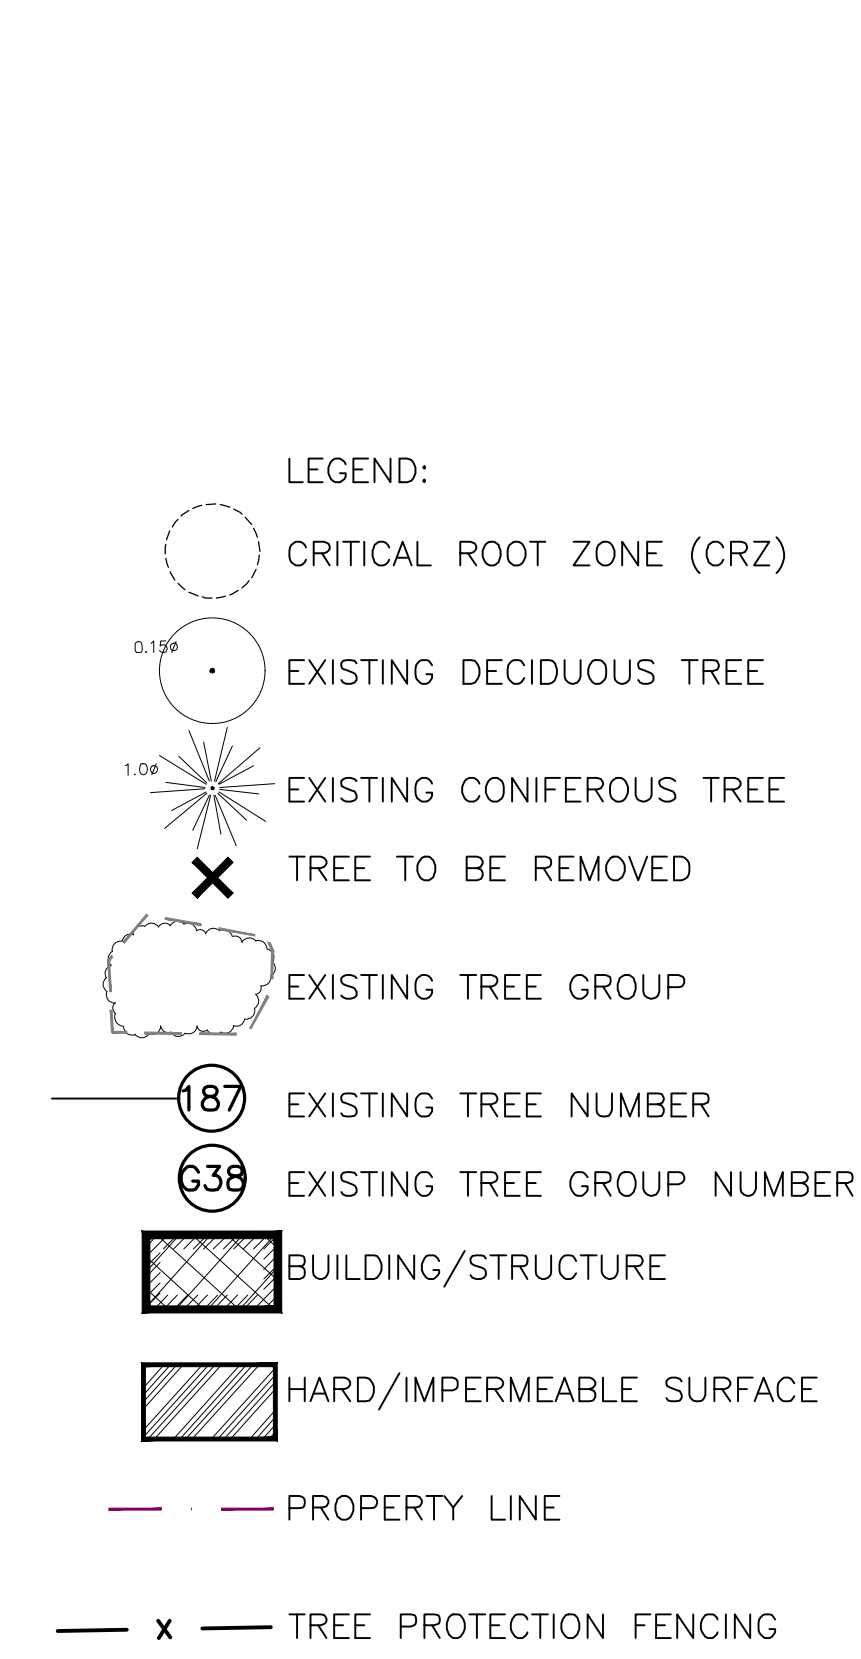 LEGEND:
CRITICAL ROOT ZONE (CRZ)
0.15ø
EXISTING DECIDUOUS TREE
1.0ø
EXISTING CONIFEROUS TREE
TREE TO BE REMOVED
EXISTING TREE GROUP
187
EXISTING TREE NUMBER
G38
EXISTING TREE GROUP NUMBER
BUILDING/STRUCTURE
HARD/IMPERMEABLE SURFACE
PROPERTY LINE
x TREE PROTECTION FENCING